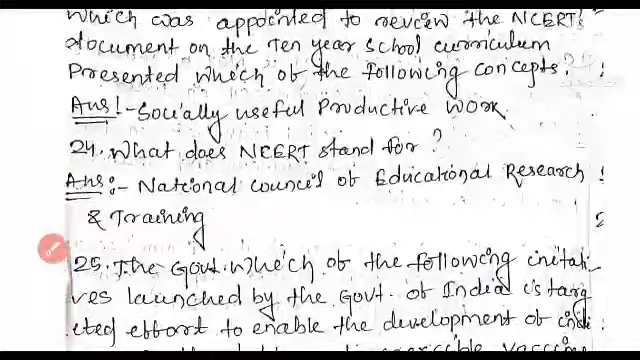 which was appointed to review the NCERT's
document on the Ten year School curriculum
Presented which of the following concepts?
Ans!-Socially useful Productive work
24. What does NCERT stand for?
Ans:- National council of Educational Research
& Training
25. The Govt. which of the following initati-
ves launched by the Govt. of India is targ
eted effort to enable the development of indi
vaccine